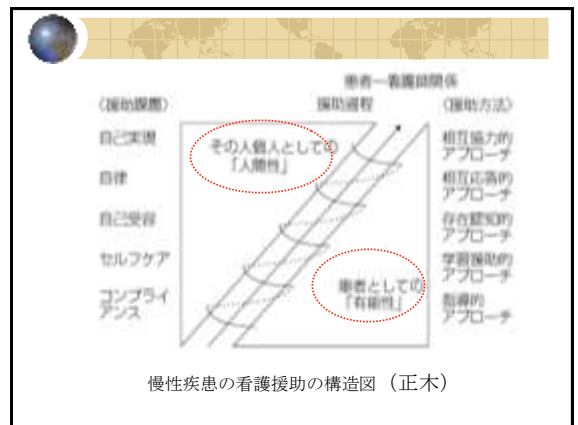 患者－看護師関係
〈援助課題〉
援助過程
〈援助方法〉
自己実現
自律
自己受容
セルフケア
コンプライ
アンス
その人個人としての
「人間性」
患者としての
「有能性」
相互協力的
アプローチ
相互応答的
アプローチ
存在認知的
アプローチ
学習援助的
アプローチ
指導的
アプローチ
慢性疾患の看護援助の構造図（正木）